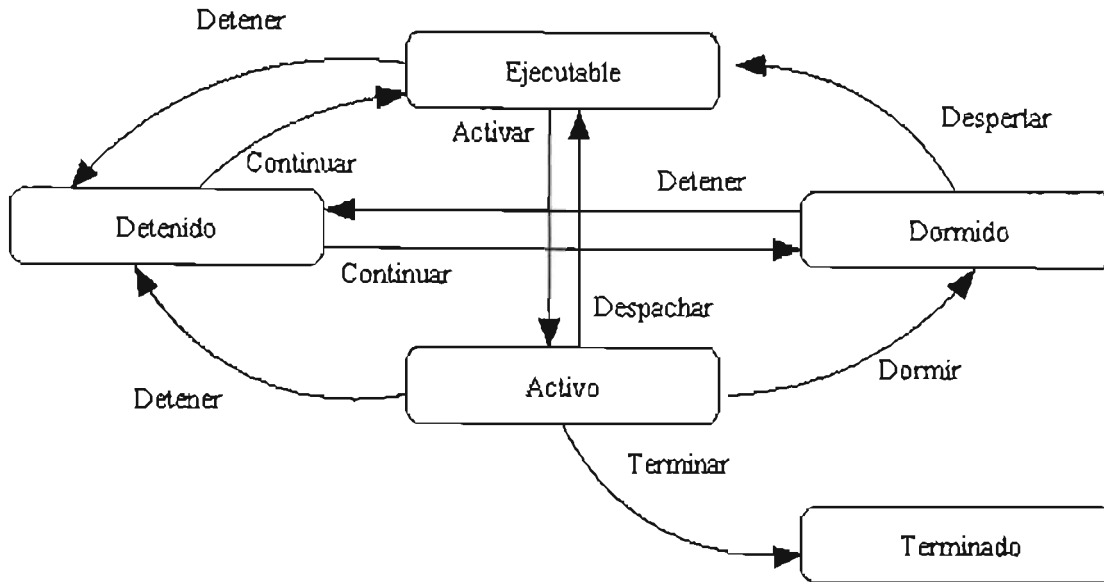 Detener
Ejecutable
Activar
Despertar
Continuar
Detener
Detenido
Dormido
Continuar
Despachar
Activo
Dormir
Detener
Terminar
Terminado